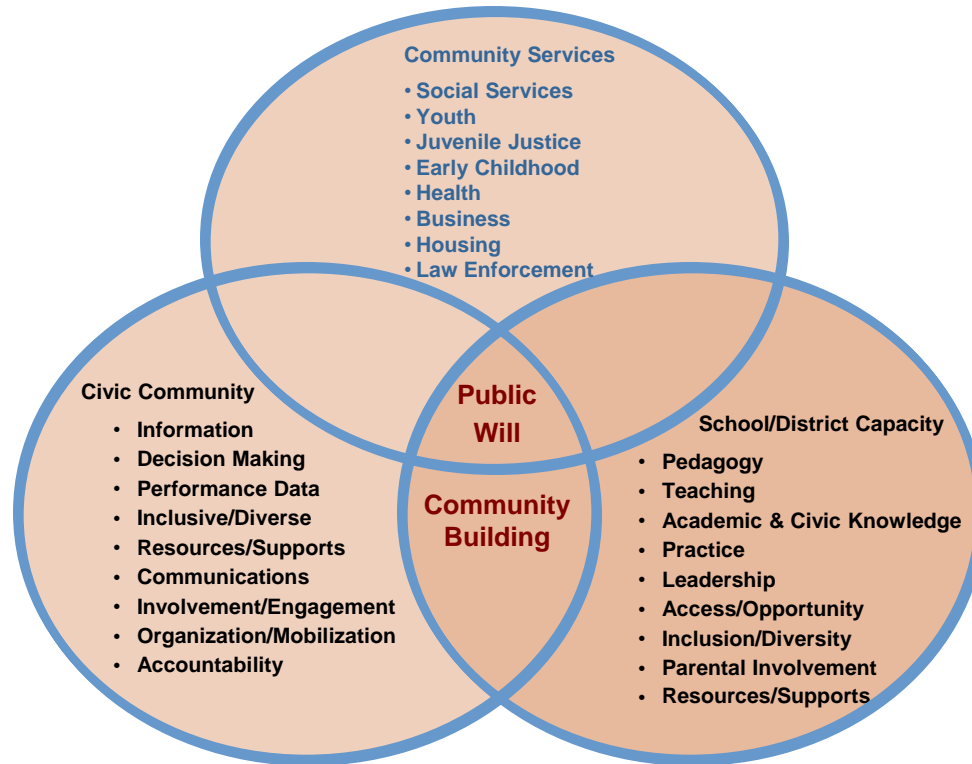 Community Services
• Social Services
• Youth
• Juvenile Justice
• Early Childhood
• Health
• Business
• Housing
• Law Enforcement
Civic Community
• Information
• Decision Making
• Performance Data
• Inclusive/Diverse
• Resources/Supports
• Communications
• Involvement/Engagement
• Organization/Mobilization
• Accountability
Public
Will
Community
Building
School/District Capacity
• Pedagogy
• Teaching
• Academic & Civic Knowledge
• Practice
• Leadership
• Access/Opportunity
• Inclusion/Diversity
• Parental Involvement
• Resources/Supports